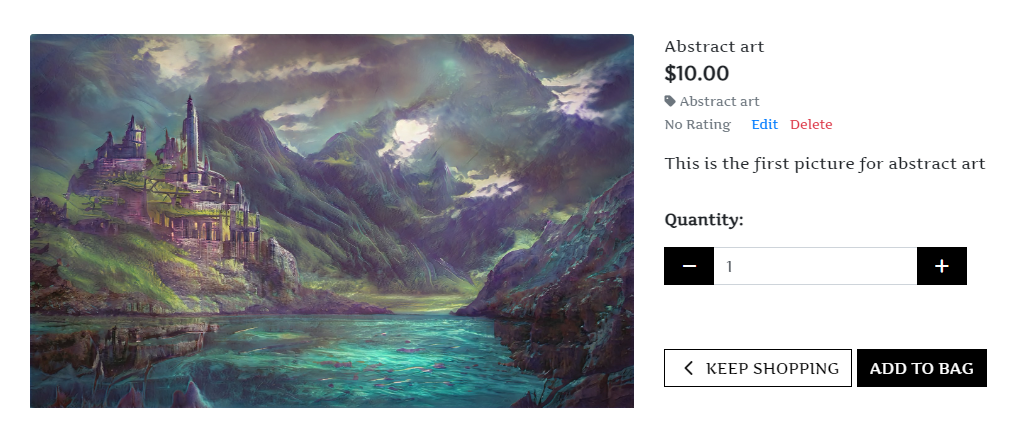 Abstract art
$10.00
Abstract art
No Rating Edit Delete
This is the first picture for abstract art
Quantity:
− 1 +
KEEP SHOPPING ADD TO BAG